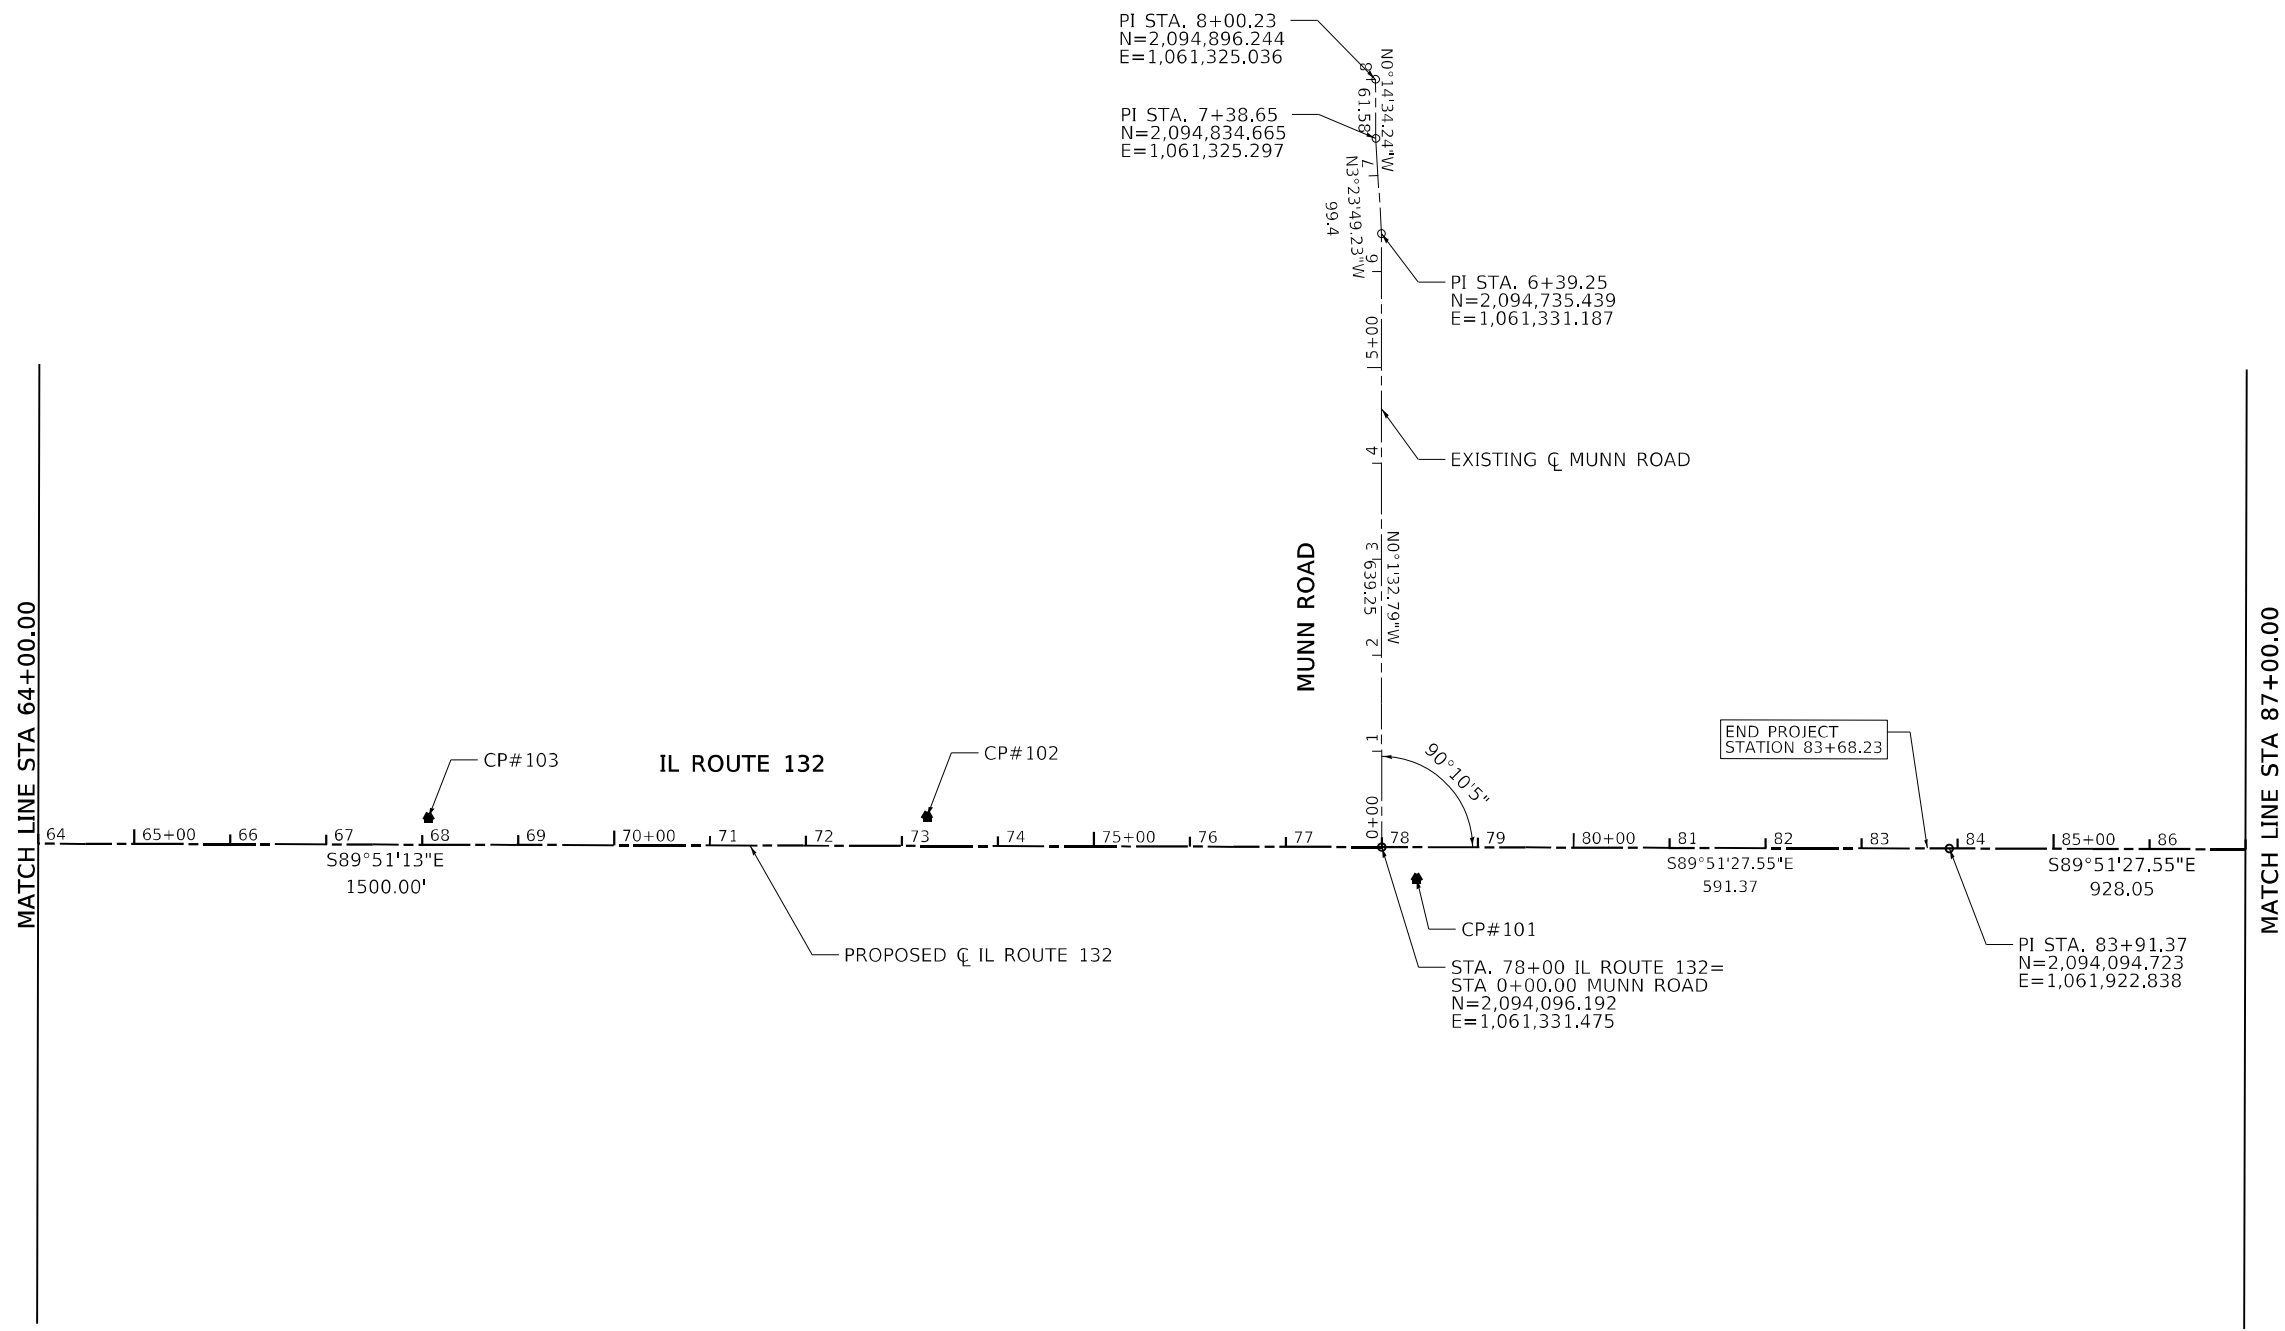 PI STA. 8+00.23
N=2,094,896.244
E=1,061,325.036
PI STA. 7+38.65
N=2,094,834.665
E=1,061,325.297
N0°14'34.24"W
61.58
8
7
N3°23'49.23"W
99.4
6
PI STA. 6+39.25
N=2,094,735.439
E=1,061,331.187
5+00
EXISTING ℄ MUNN ROAD
4
3
N0°1'32.79"W
639.25
2
MUNN ROAD
1
0+00
90°10'5"
END PROJECT
STATION 83+68.23
MATCH LINE STA 64+00.00
MATCH LINE STA 87+00.00
CP#103
IL ROUTE 132
CP#102
64 65+00 66 67 68 69 70+00 71 72 73 74 75+00 76 77 78 79 80+00 81 82 83 84 85+00 86
S89°51'13"E
1500.00'
S89°51'27.55"E
591.37
S89°51'27.55"E
928.05
PROPOSED ℄ IL ROUTE 132
CP#101
STA. 78+00 IL ROUTE 132=
STA 0+00.00 MUNN ROAD
N=2,094,096.192
E=1,061,331.475
PI STA. 83+91.37
N=2,094,094.723
E=1,061,922.838